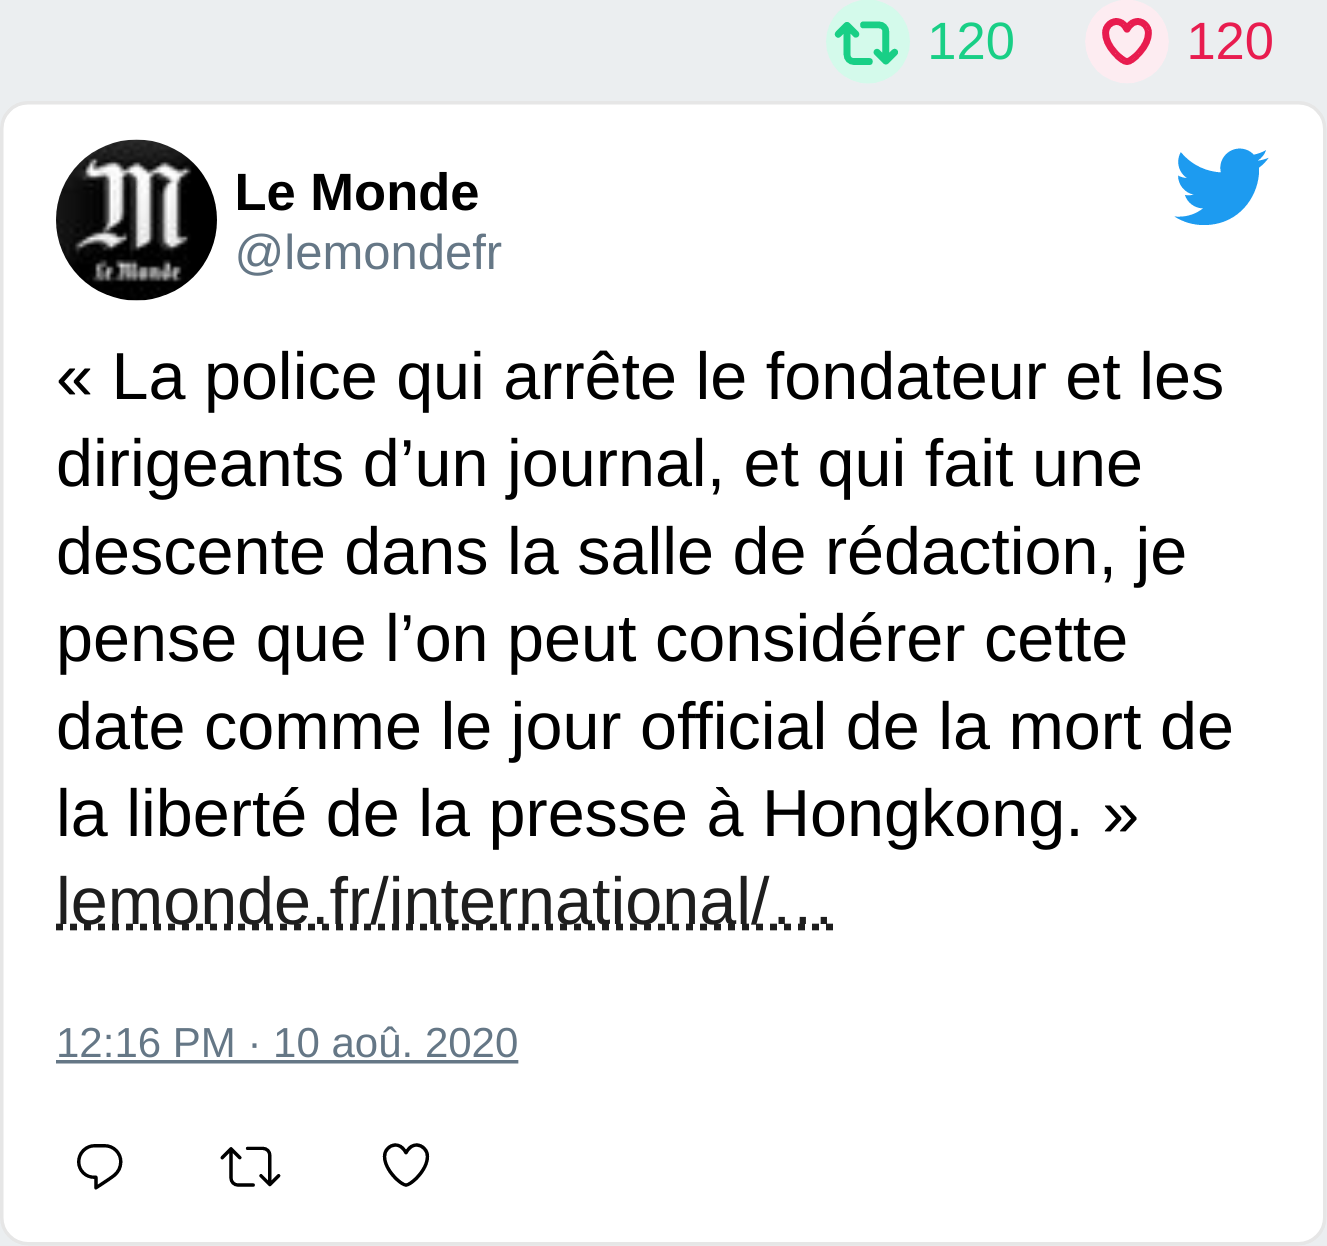 120 120
Le Monde
@lemondefr
Le Monde
« La police qui arrête le fondateur et les
dirigeants d’un journal, et qui fait une
descente dans la salle de rédaction, je
pense que l’on peut considérer cette
date comme le jour official de la mort de
la liberté de la presse à Hongkong. »
lemonde.fr/international/...
12:16 PM · 10 aoû. 2020